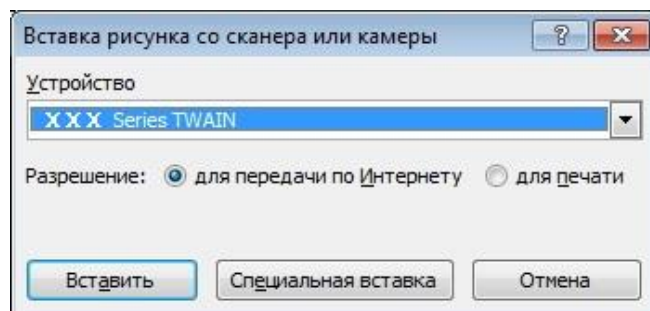 Вставка рисунка со сканера или камеры
Устройство
X X X Series TWAIN
Разрешение: для передачи по Интернету для печати
Вставить Специальная вставка Отмена